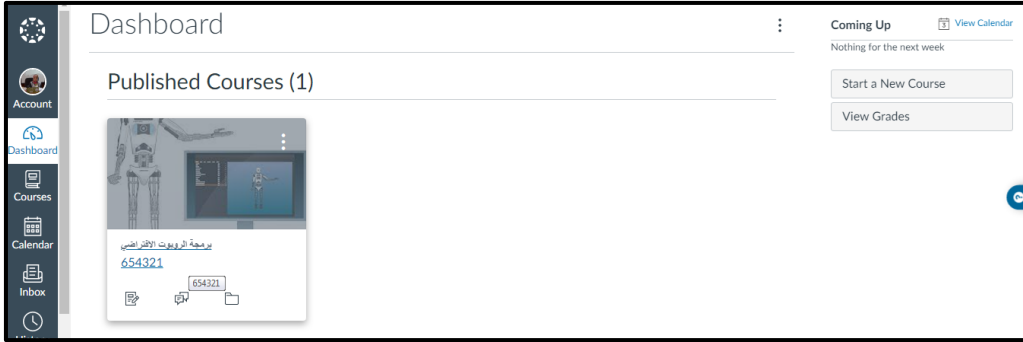 Dashboard
Published Courses (1)
برمجة الروبوت الافتراضي
654321
654321
Account
Dashboard
Courses
Calendar
Inbox
Coming Up
3
View Calendar
Nothing for the next week
Start a New Course
View Grades